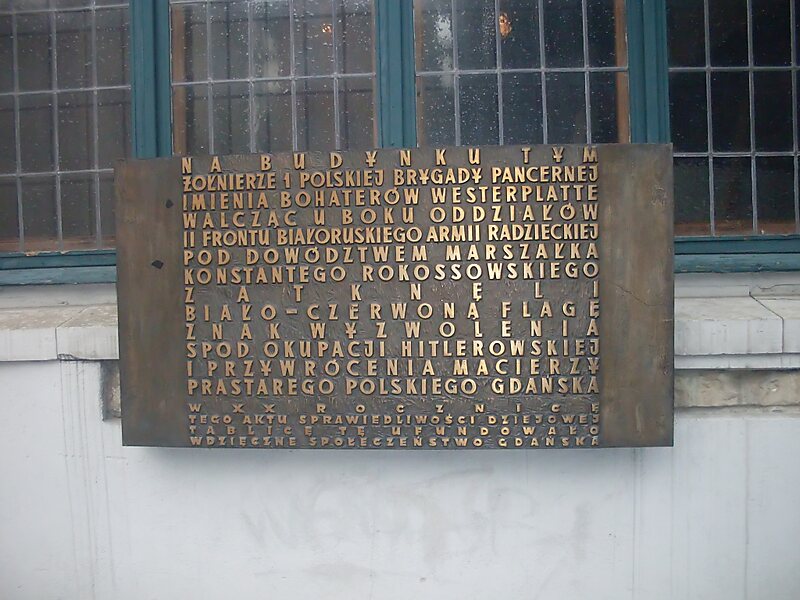 NA BUDYNKU TYM
ŻOŁNIERZE I POLSKIEJ BRYGADY PANCERNEJ
IMIENIA BOHATERÓW WESTERPLATTE
WALCZĄC U BOKU ODDZIAŁÓW
II FRONTU BIAŁORUSKIEGO ARMII RADZIECKIEJ
POD DOWÓDZTWEM MARSZAŁKA
KONSTANTEGO ROKOSSOWSKIEGO
ZATKNĘLI
BIAŁO-CZERWONĄ FLAGĘ
ZNAK WYZWOLENIA
SPOD OKUPACJI HITLEROWSKIEJ
I PRZYWRÓCENIA MACIERZY
PRASTAREGO POLSKIEGO GDAŃSKA
W XX ROCZNICĘ
TEGO AKTU SPRAWIEDLIWOŚCI DZIEJOWEJ
TABLICĘ TĘ UFUNDOWAŁO
WDZIĘCZNE SPOŁECZEŃSTWO GDAŃSKA